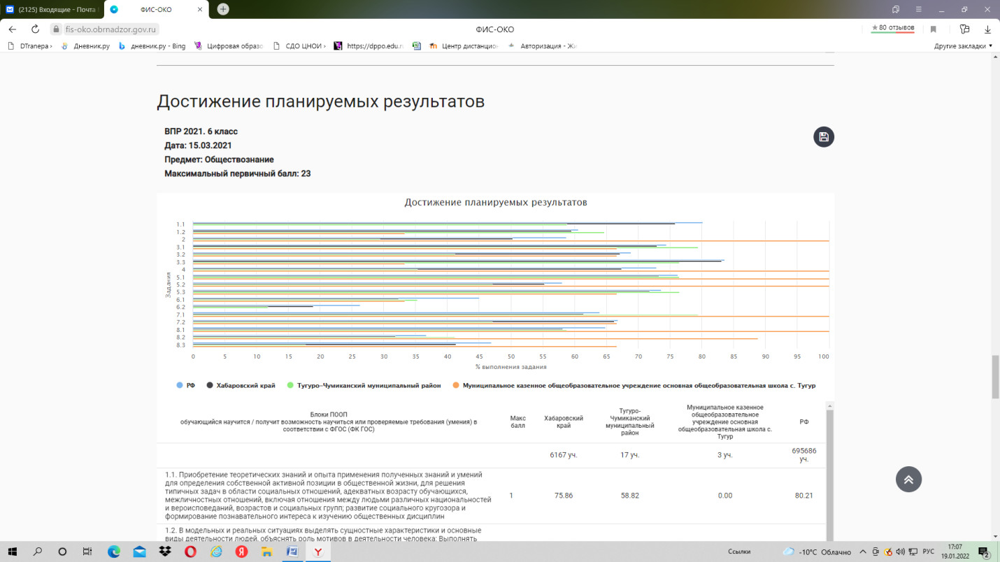 (2125) Входящие - Почта
ФИС-ОКО
fis-oko.obrnadzor.gov.ru
ФИС-ОКО
80 отзывов
DTranepa
Дневник.ру
дневник.ру - Bing
Цифровая образо
СДО ЦНОИ
https://dppo.edu.ru
Центр дистанцион
Авторизация - Жи
Другие закладки
Достижение планируемых результатов
ВПР 2021. 6 класс
Дата: 15.03.2021
Предмет: Обществознание
Максимальный первичный балл: 23
Достижение планируемых результатов
Задания
1.1
1.2
2
3.1
3.2
3.3
4
5.1
5.2
5.3
6.1
6.2
7.1
7.2
8.1
8.2
8.3
0 5 10 15 20 25 30 35 40 45 50 55 60 65 70 75 80 85 90 95 100
% выполнения задания
РФ Хабаровский край Тугуро-Чумиканский муниципальный район Муниципальное казенное общеобразовательное учреждение основная общеобразовательная школа с. Тугур
Блоки ПООП
обучающийся научится / получит возможность научиться или проверяемые требования (умения) в
соответствии с ФГОС (ФК ГОС)
Макс
балл
Хабаровский
край
Тугуро-
Чумиканский
муниципальный
район
Муниципальное казенное
общеобразовательное
учреждение основная
общеобразовательная школа с.
Тугур
РФ
6167 уч.
17 уч.
3 уч.
695686
уч.
1.1. Приобретение теоретических знаний и опыта применения полученных знаний и умений
для определения собственной активной позиции в общественной жизни, для решения
типичных задач в области социальных отношений, адекватных возрасту обучающихся,
межличностных отношений, включая отношения между людьми различных национальностей
и вероисповеданий, возрастов и социальных групп; развитие социального кругозора и
формирование познавательного интереса к изучению общественных дисциплин
1
75.86
58.82
0.00
80.21
1.2. В модельных и реальных ситуациях выделять сущностные характеристики и основные
виды деятельности людей, объяснять роль мотивов в деятельности человека; Выполнять
Ссылки
-10°C Облачно
РУС
17:07
19.01.2022
2